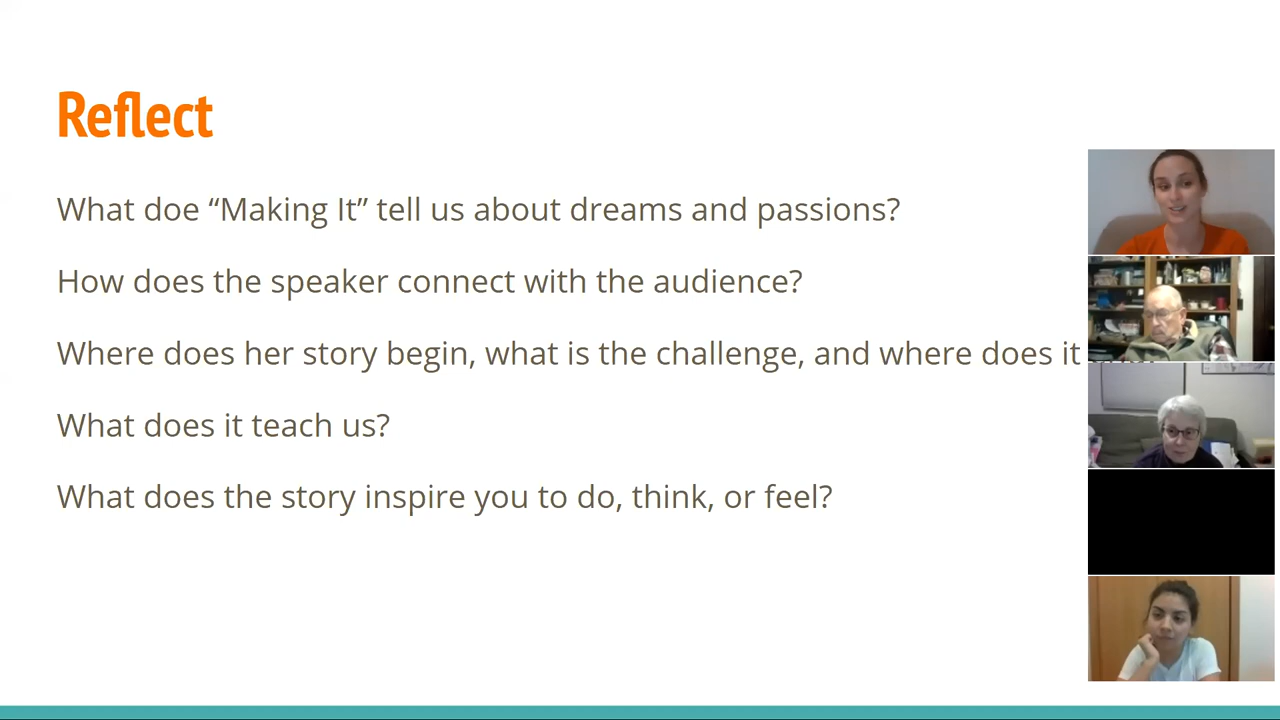 Reflect
What doe “Making It” tell us about dreams and passions?
How does the speaker connect with the audience?
Where does her story begin, what is the challenge, and where does it
What does it teach us?
What does the story inspire you to do, think, or feel?